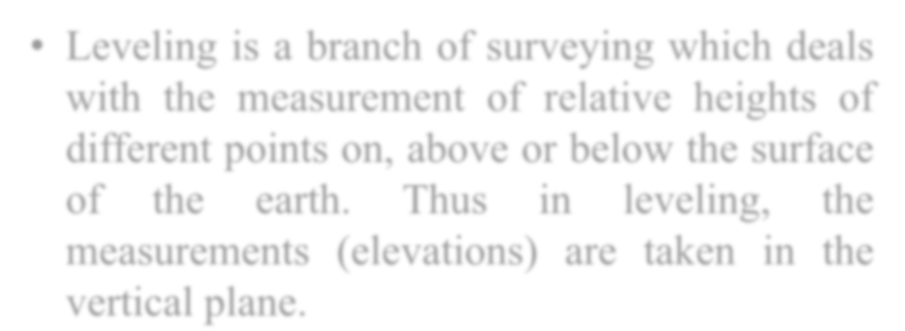 • Leveling is a branch of surveying which deals
with the measurement of relative heights of
different points on, above or below the surface
of the earth. Thus in leveling, the
measurements (elevations) are taken in the
vertical plane.